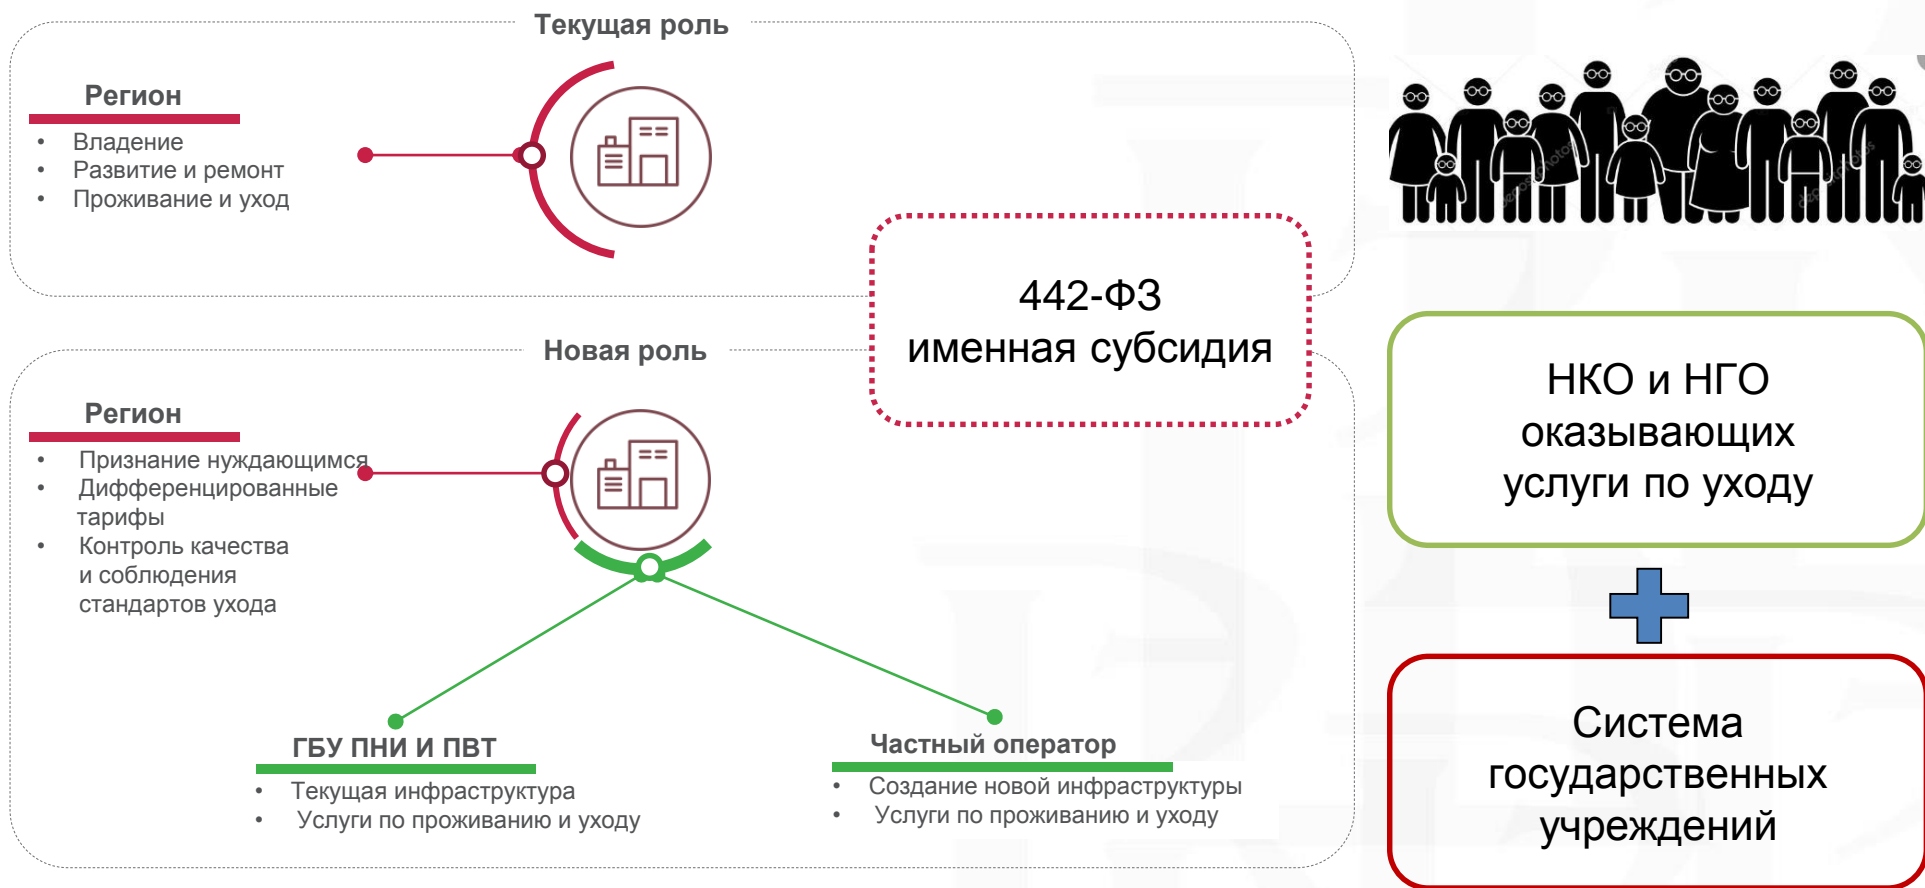 Текущая роль
Регион
• Владение
• Развитие и ремонт
• Проживание и уход
442-ФЗ
именная субсидия
Новая роль
Регион
• Признание нуждающимся
• Дифференцированные
тарифы
• Контроль качества
и соблюдения
стандартов ухода
ГБУ ПНИ И ПВТ
• Текущая инфраструктура
• Услуги по проживанию и уходу
Частный оператор
• Создание новой инфраструктуры
• Услуги по проживанию и уходу
depositphotos
depositphotos
НКО и НГО
оказывающих
услуги по уходу
Система
государственных
учреждений